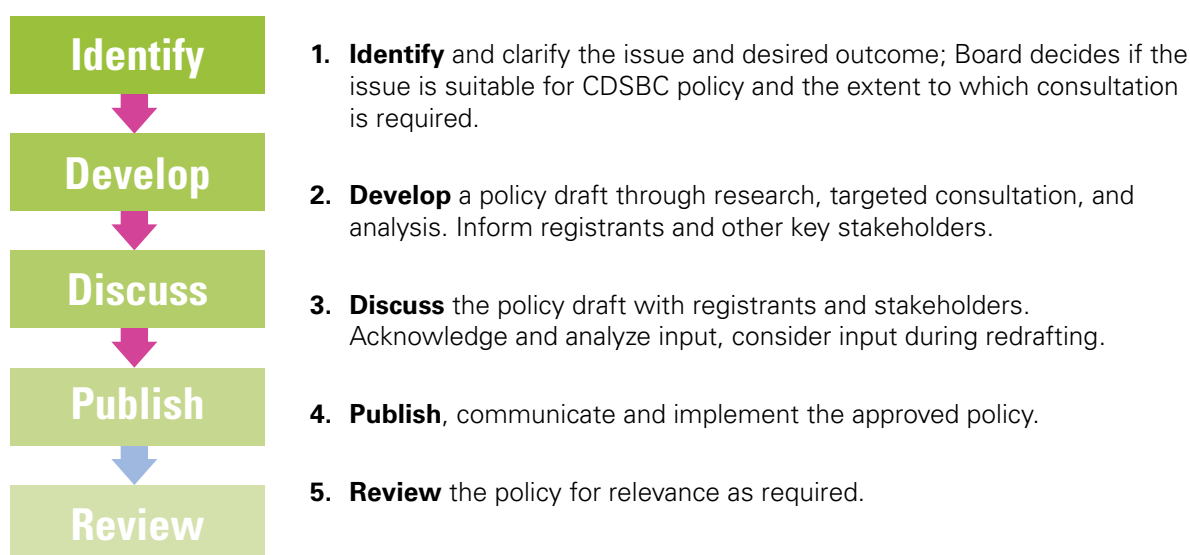 Identify
Develop
Discuss
Publish
Review
1. Identify and clarify the issue and desired outcome; Board decides if the
issue is suitable for CDSBC policy and the extent to which consultation
is required.
2. Develop a policy draft through research, targeted consultation, and
analysis. Inform registrants and other key stakeholders.
3. Discuss the policy draft with registrants and stakeholders.
Acknowledge and analyze input, consider input during redrafting.
4. Publish, communicate and implement the approved policy.
5. Review the policy for relevance as required.